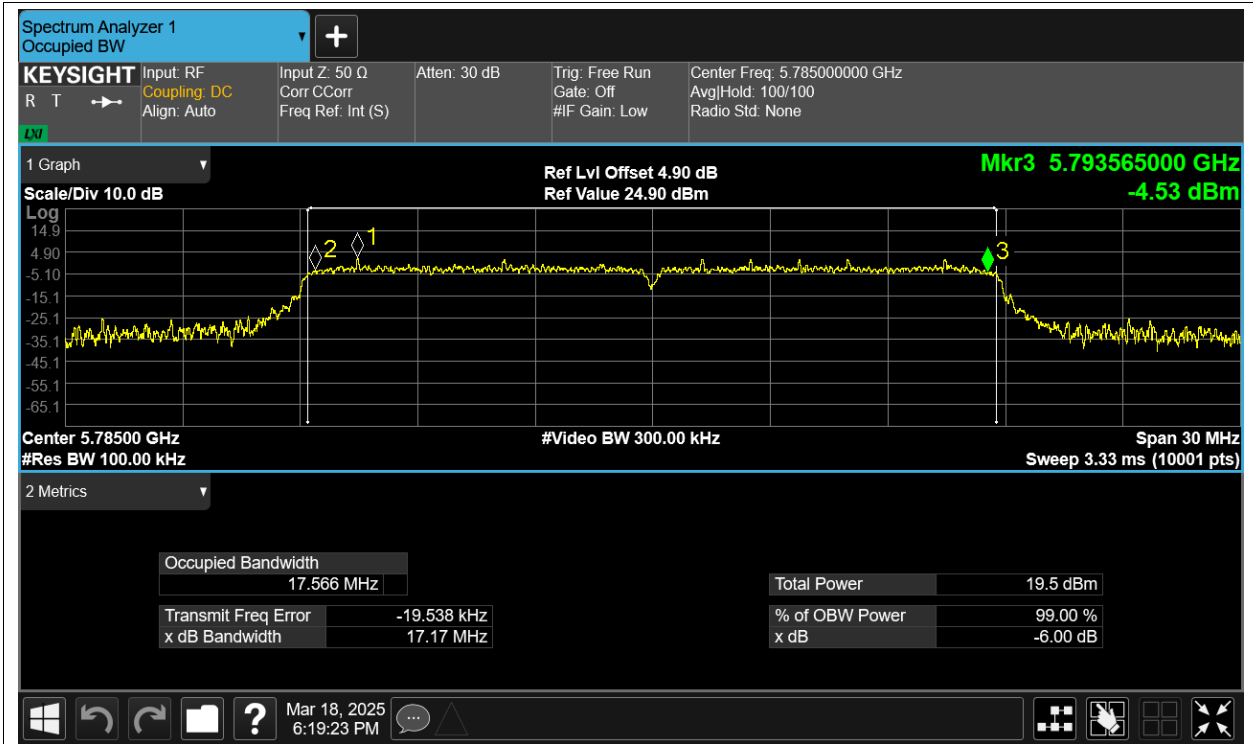 Spectrum Analyzer 1
Occupied BW
KEYSIGHT
R T
LXI
Input: RF
Coupling: DC
Align: Auto
Input Z: 50 Ω
Corr CCorr
Freq Ref: Int (S)
Atten: 30 dB
Trig: Free Run
Gate: Off
#IF Gain: Low
Center Freq: 5.785000000 GHz
Avg|Hold: 100/100
Radio Std: None
1 Graph
Scale/Div 10.0 dB
Ref Lvl Offset 4.90 dB
Ref Value 24.90 dBm
Mkr3 5.793565000 GHz
-4.53 dBm
Log
14.9
4.90
-5.10
-15.1
-25.1
-35.1
-45.1
-55.1
-65.1
2
1
3
Center 5.78500 GHz
#Res BW 100.00 kHz
#Video BW 300.00 kHz
Span 30 MHz
Sweep 3.33 ms (10001 pts)
2 Metrics
Occupied Bandwidth
17.566 MHz
Transmit Freq Error -19.538 kHz
x dB Bandwidth 17.17 MHz
Total Power 19.5 dBm
% of OBW Power 99.00 %
x dB -6.00 dB
?
Mar 18, 2025
6:19:23 PM